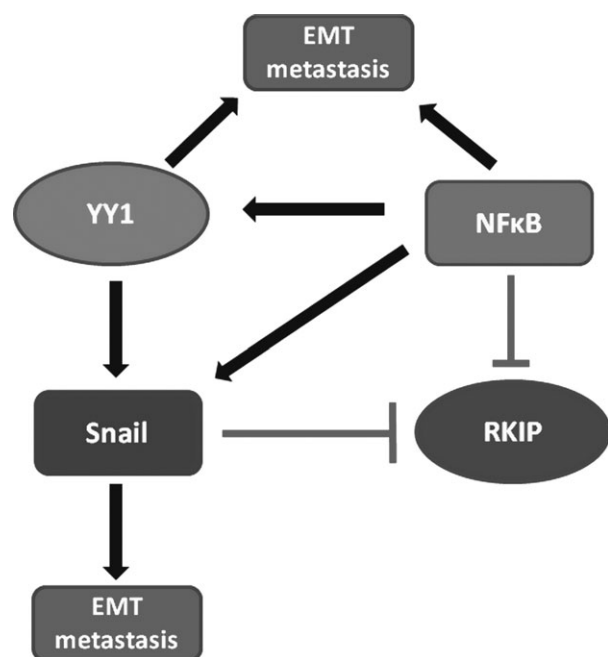 EMT
metastasis
YY1
NFκB
Snail
RKIP
EMT
metastasis